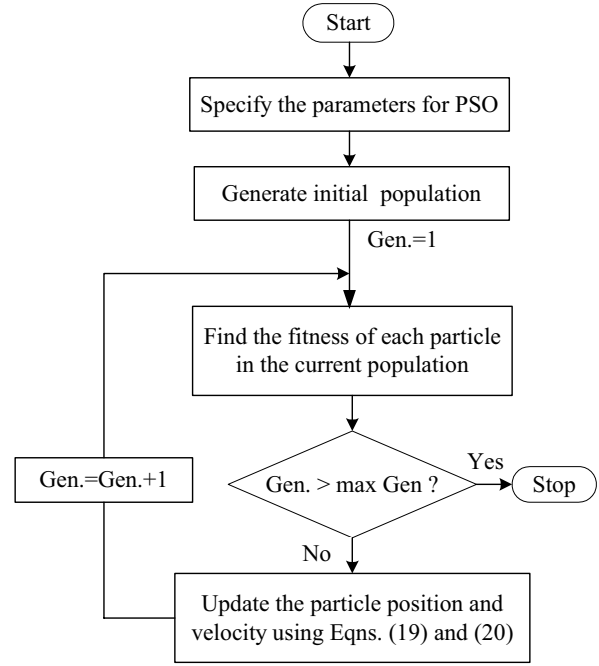 Start
Specify the parameters for PSO
Generate initial population
Gen.=1
Find the fitness of each particle
in the current population
Gen. > max Gen ?
Yes
Stop
Gen.=Gen.+1
No
Update the particle position and
velocity using Eqns. (19) and (20)